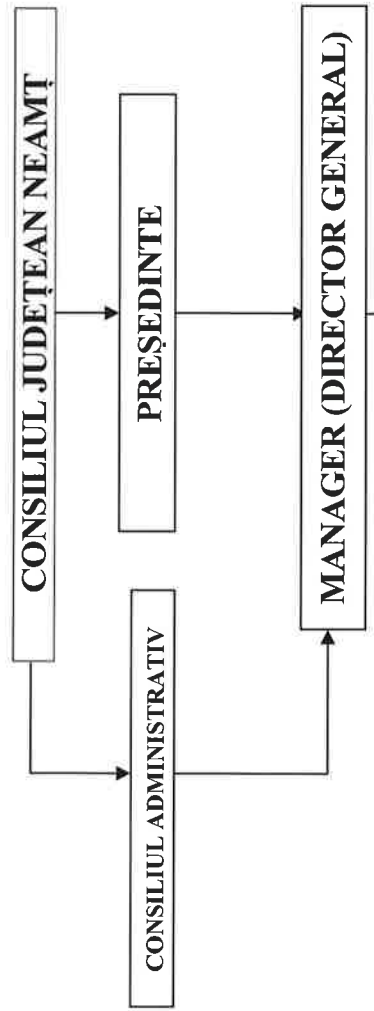 CONSILIUL JUDEȚEAN NEAMȚ
PREȘEDINTE
CONSILIUL ADMINISTRATIV
MANAGER (DIRECTOR GENERAL)